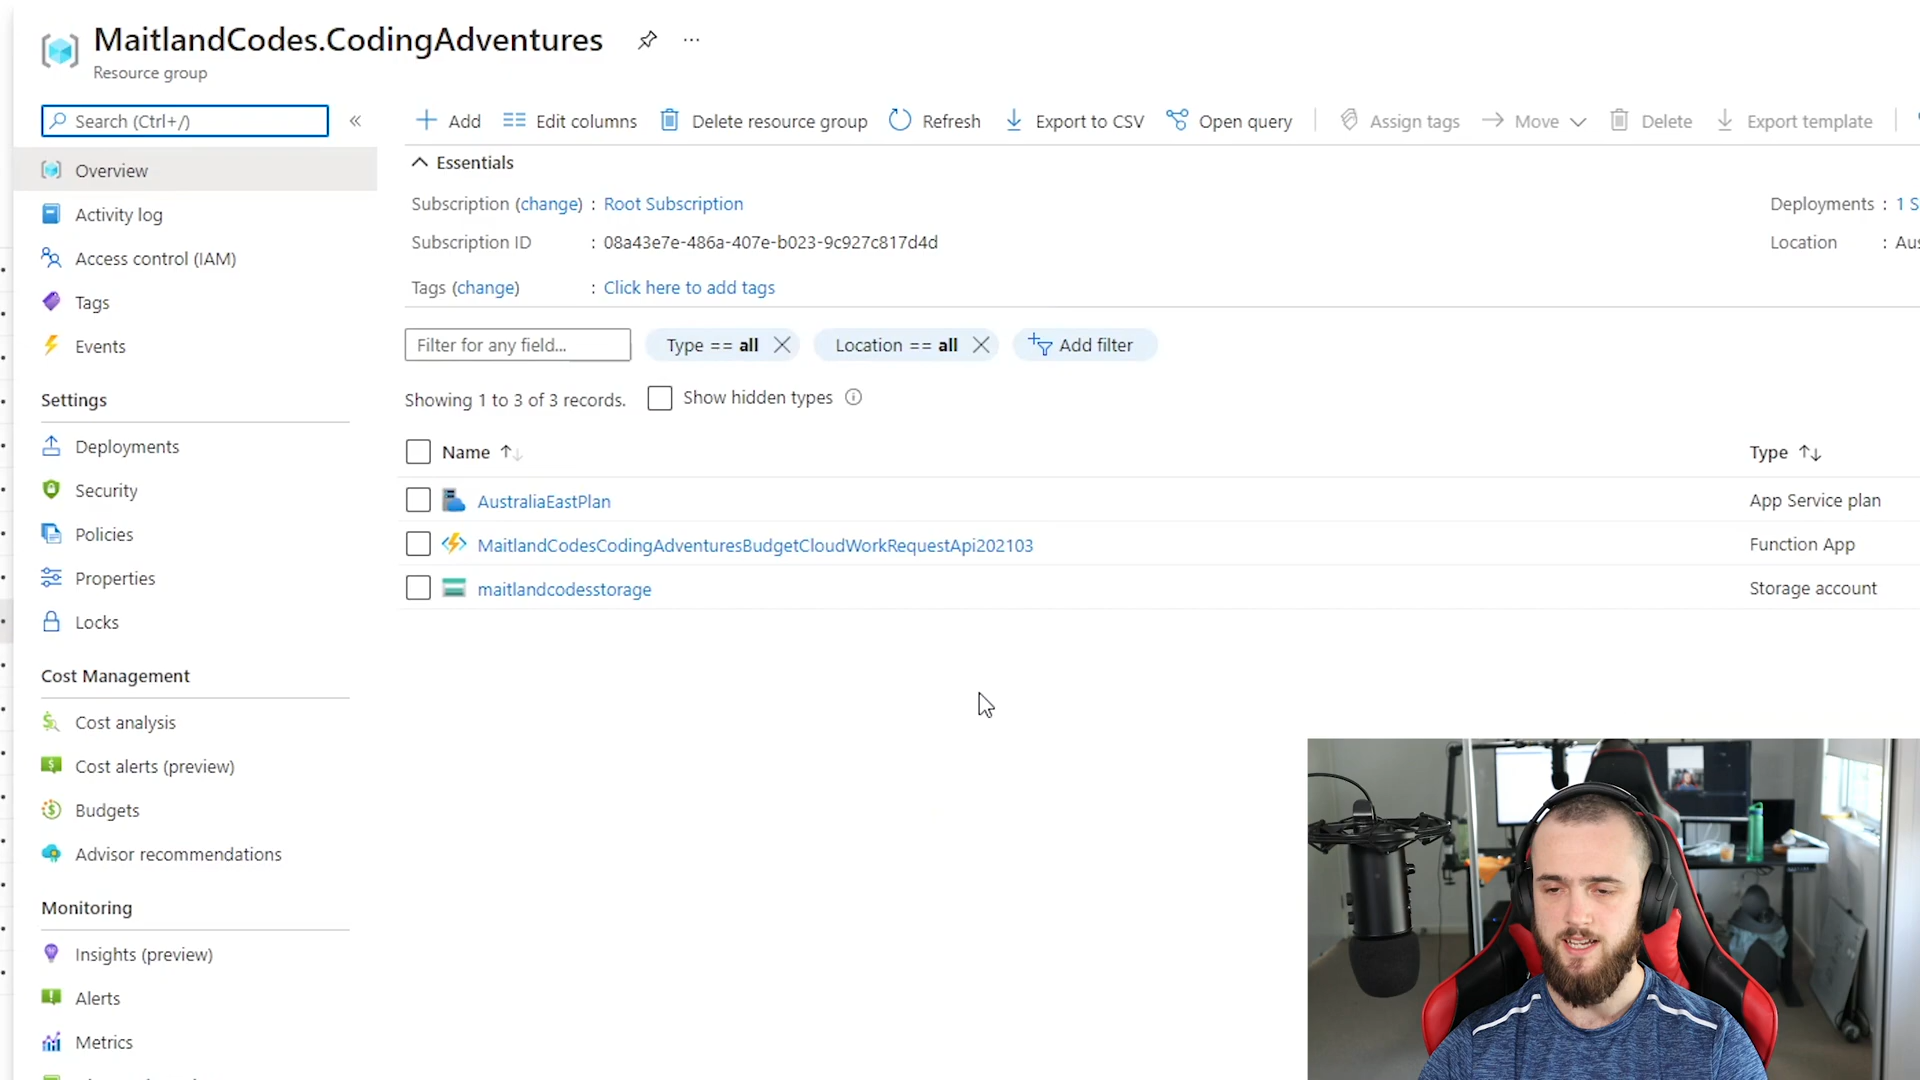 MaitlandCodes.CodingAdventures
Resource group
Search (Ctrl+/)
Add
Edit columns
Delete resource group
Refresh
Export to CSV
Open query
Assign tags
Move
Delete
Export template
Overview
Activity log
Access control (IAM)
Tags
Events
Settings
Deployments
Security
Policies
Properties
Locks
Cost Management
Cost analysis
Cost alerts (preview)
Budgets
Advisor recommendations
Monitoring
Insights (preview)
Alerts
Metrics
Essentials
Subscription (change) : Root Subscription
Deployments : 1 S
Subscription ID : 08a43e7e-486a-407e-b023-9c927c817d4d
Location : Aus
Tags (change) : Click here to add tags
Filter for any field...
Type == all
Location == all
Add filter
Showing 1 to 3 of 3 records.
Show hidden types
Name
Type
AustraliaEastPlan
App Service plan
MaitlandCodesCodingAdventuresBudgetCloudWorkRequestApi202103
Function App
maitlandcodesstorage
Storage account